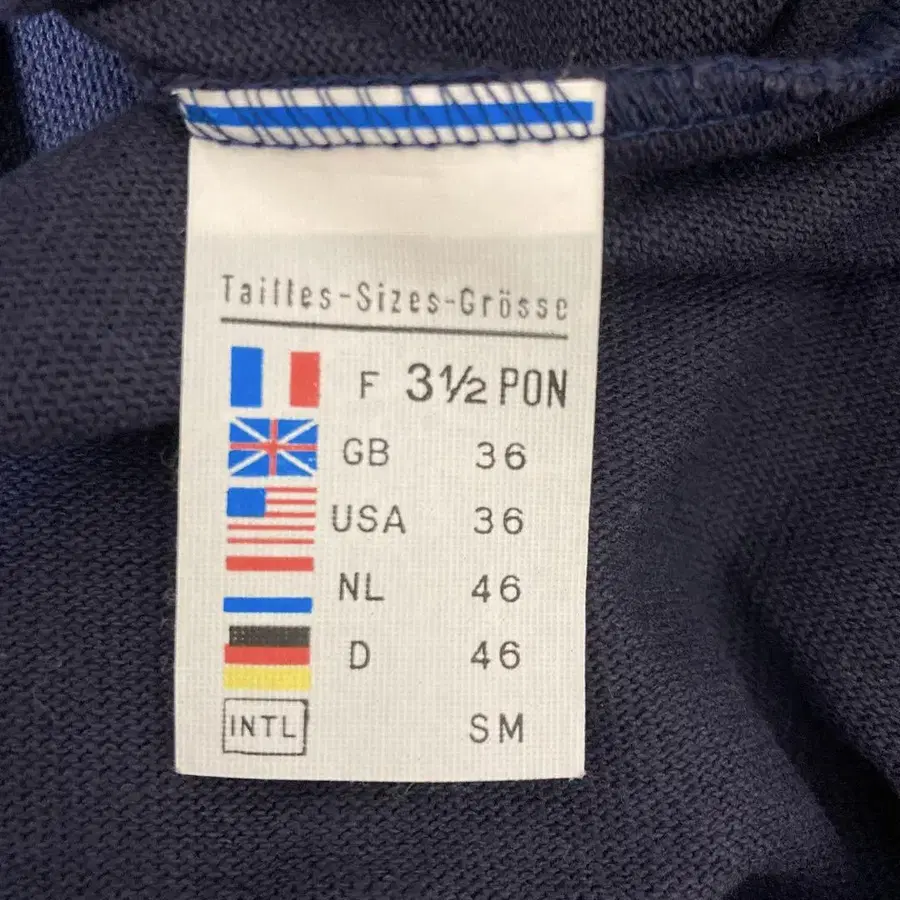 Tailles-Sizes-Grösse
F 3½ PON
GB 36
USA 36
NL 46
D 46
INTL SM